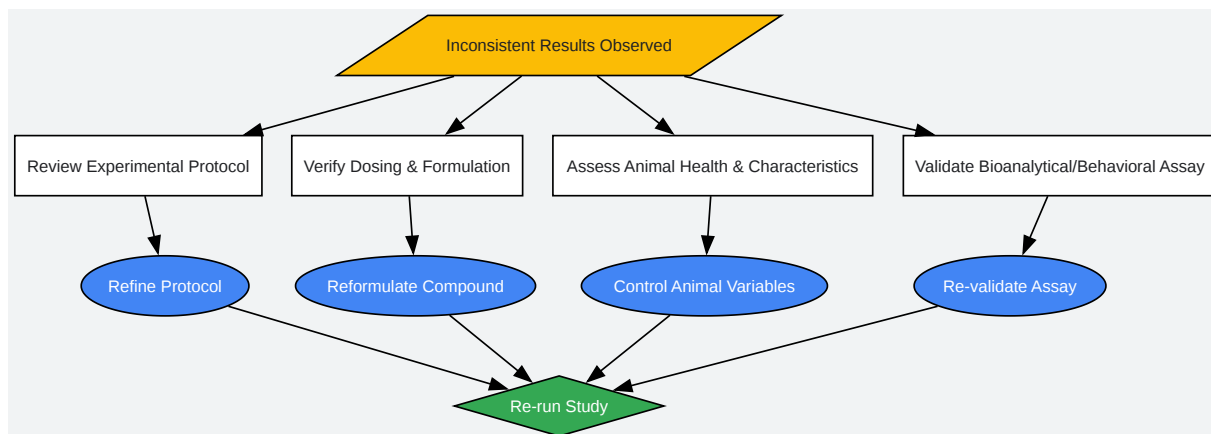 Inconsistent Results Observed
Review Experimental Protocol
Verify Dosing & Formulation
Assess Animal Health & Characteristics
Validate Bioanalytical/Behavioral Assay
Refine Protocol
Reformulate Compound
Control Animal Variables
Re-validate Assay
Re-run Study